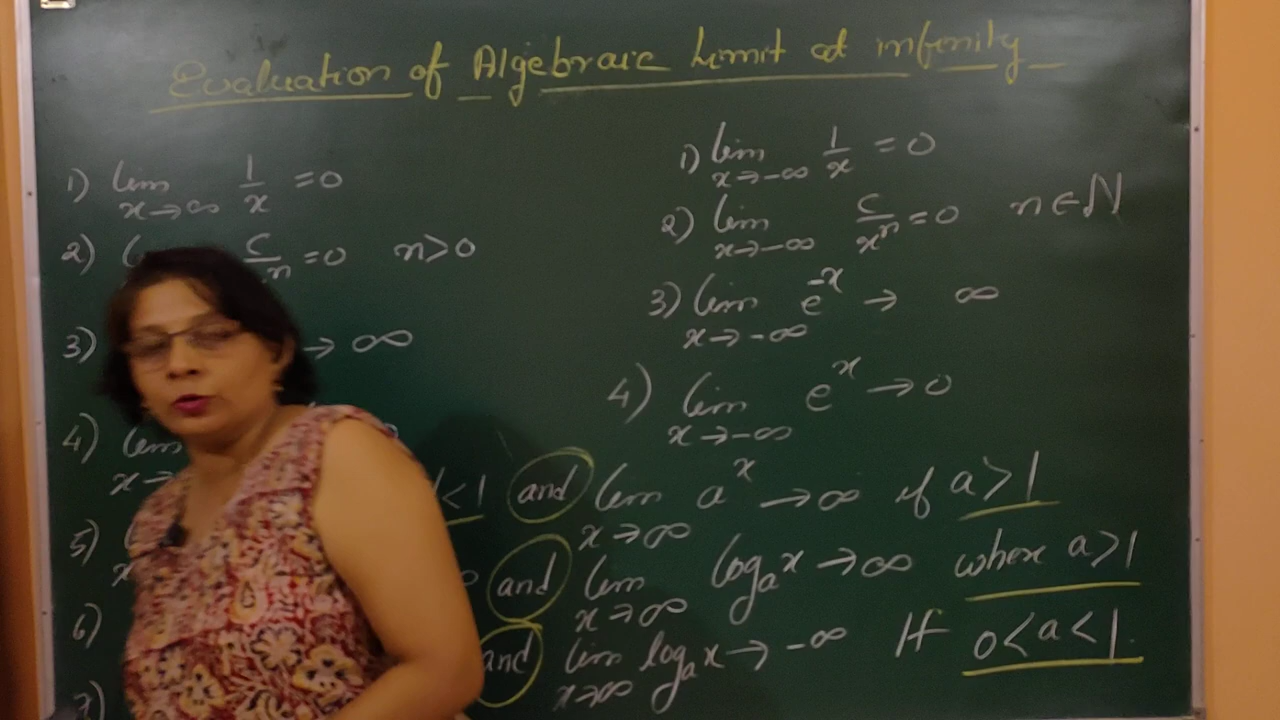 Evaluation of Algebraic Limit at infinity
1) lim x→∞ 1/x = 0
2) c/xⁿ = 0 n>0
3) → ∞
4) lim x→
5)
6)
7)
1) lim x→-∞ 1/x = 0
2) lim x→-∞ c/xⁿ = 0 n∈N
3) lim x→-∞ e⁻ˣ → ∞
4) lim x→-∞ eˣ → 0
<1 and lim x→∞ aˣ → ∞ if a>1
and lim x→∞ logₐx → ∞ where a>1
and lim x→∞ logₐx → -∞ If 0<a<1.